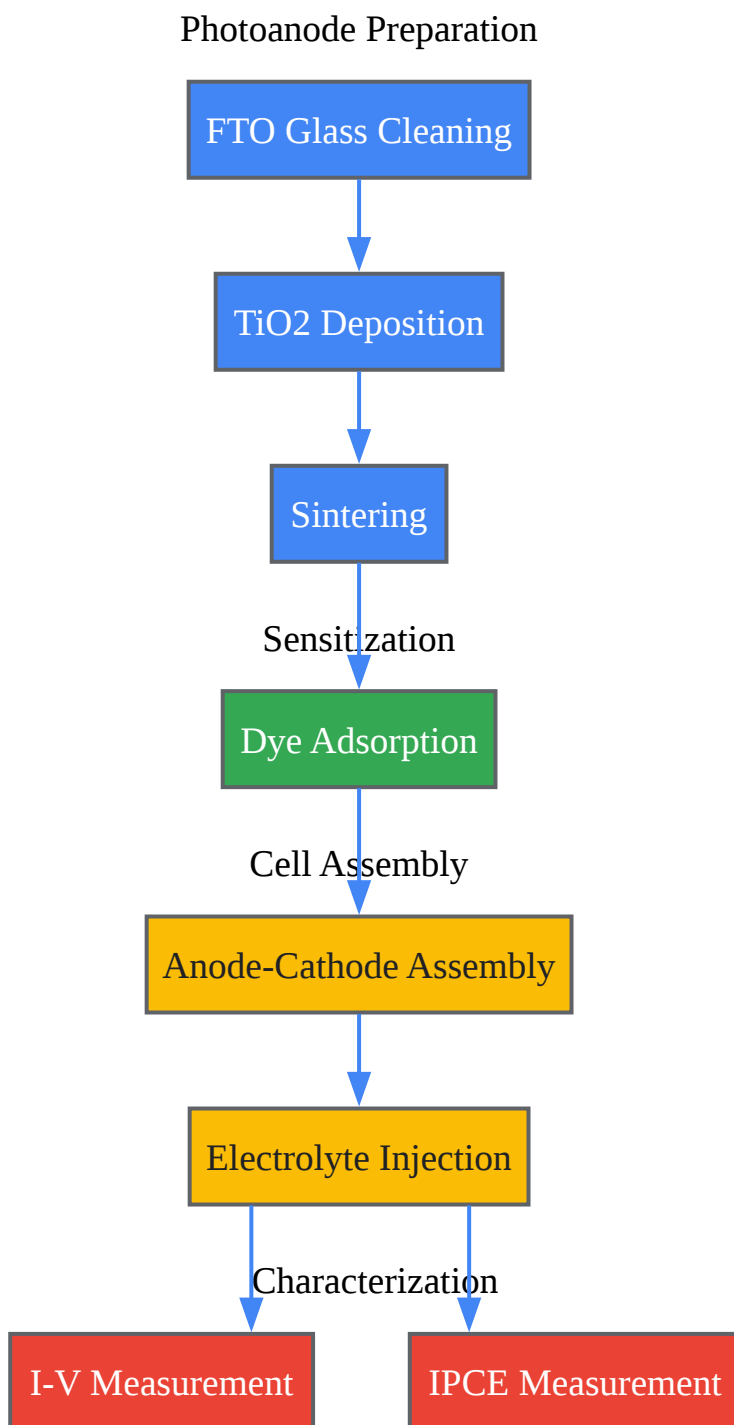 Photoanode Preparation
FTO Glass Cleaning
TiO2 Deposition
Sintering
Sensitization
Dye Adsorption
Cell Assembly
Anode-Cathode Assembly
Electrolyte Injection
Characterization
I-V Measurement
IPCE Measurement